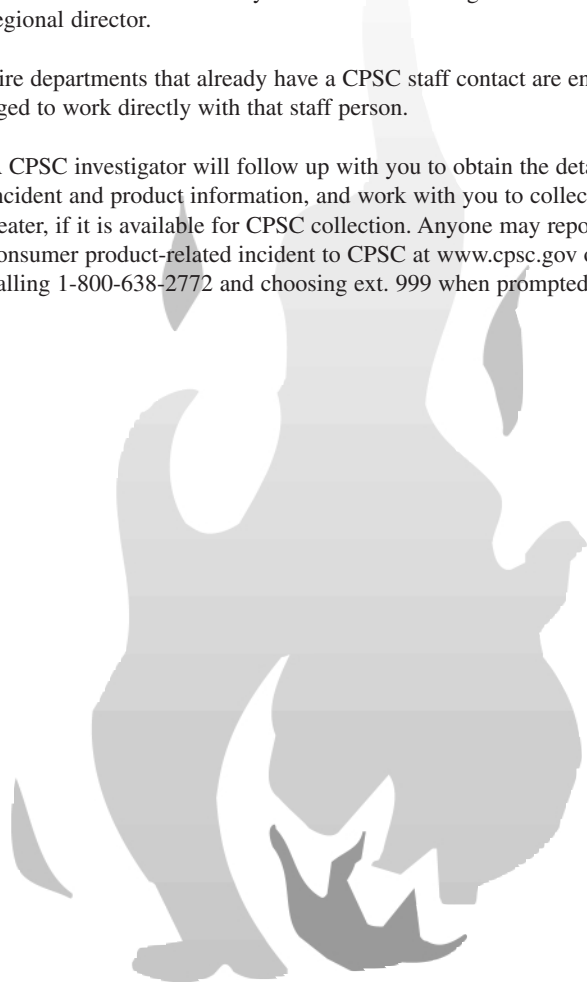 egional director.
ire departments that already have a CPSC staff contact are en
ged to work directly with that staff person.
CPSC investigator will follow up with you to obtain the deta
ncident and product information, and work with you to collec
eater, if it is available for CPSC collection. Anyone may repo
onsumer product-related incident to CPSC at www.cpsc.gov
alling 1-800-638-2772 and choosing ext. 999 when prompted